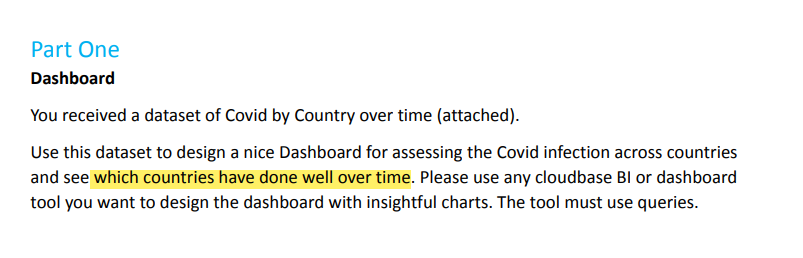 Part One
Dashboard
You received a dataset of Covid by Country over time (attached).
Use this dataset to design a nice Dashboard for assessing the Covid infection across countries
and see which countries have done well over time. Please use any cloudbase BI or dashboard
tool you want to design the dashboard with insightful charts. The tool must use queries.